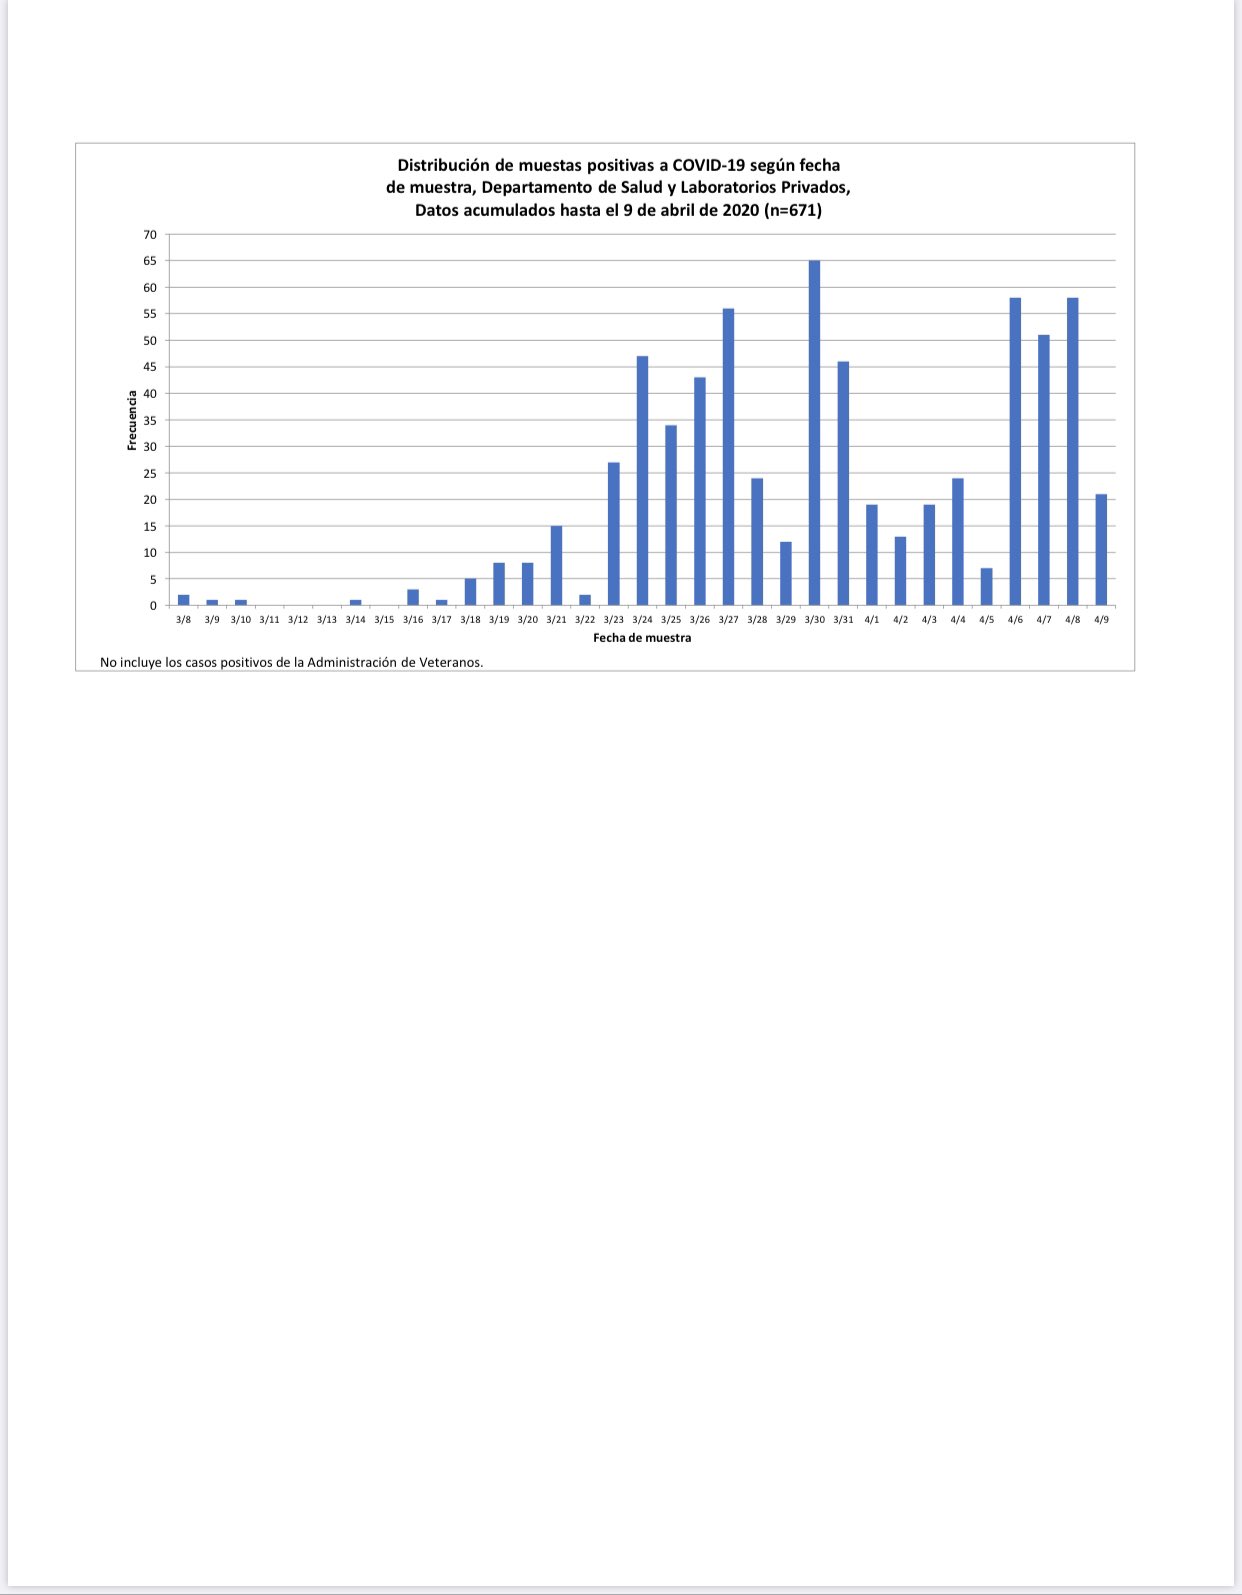 Distribución de muestas positivas a COVID-19 según fecha
de muestra, Departamento de Salud y Laboratorios Privados,
Datos acumulados hasta el 9 de abril de 2020 (n=671)
70
65
60
55
50
45
40
35
30
25
20
15
10
5
0
Frecuencia
3/8 3/9 3/10 3/11 3/12 3/13 3/14 3/15 3/16 3/17 3/18 3/19 3/20 3/21 3/22 3/23 3/24 3/25 3/26 3/27 3/28 3/29 3/30 3/31 4/1 4/2 4/3 4/4 4/5 4/6 4/7 4/8 4/9
Fecha de muestra
No incluye los casos positivos de la Administración de Veteranos.